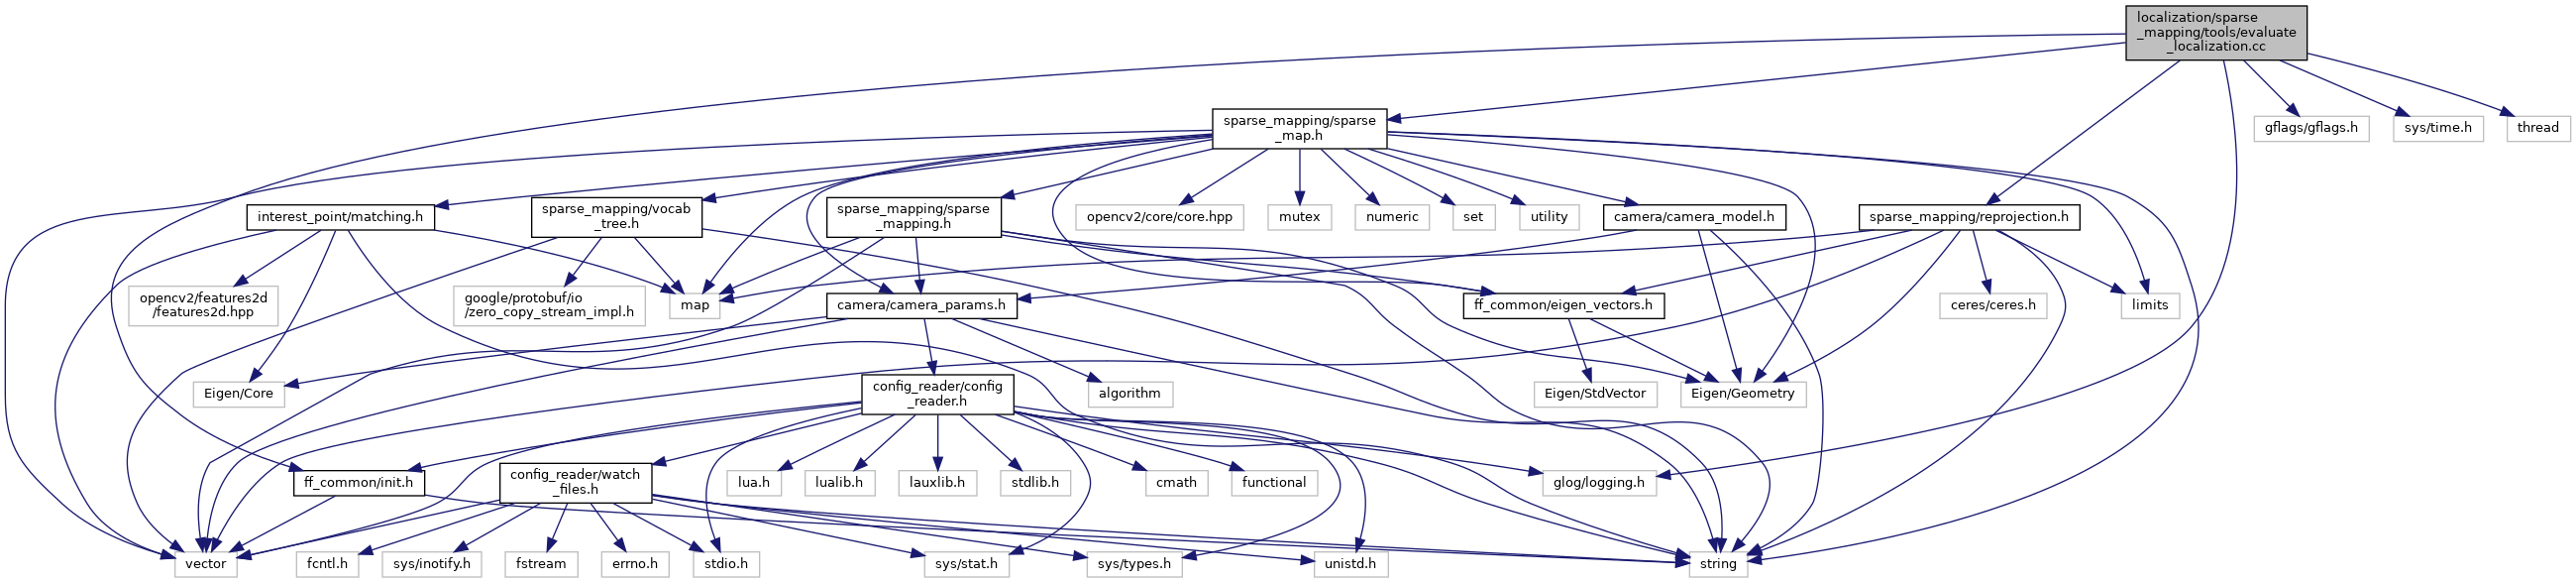 localization/sparse
_mapping/tools/evaluate
_localization.cc
sparse_mapping/sparse
_map.h
gflags/gflags.h
sys/time.h
thread
interest_point/matching.h
sparse_mapping/vocab
_tree.h
sparse_mapping/sparse
_mapping.h
opencv2/core/core.hpp
mutex
numeric
set
utility
camera/camera_model.h
sparse_mapping/reprojection.h
opencv2/features2d
/features2d.hpp
google/protobuf/io
/zero_copy_stream_impl.h
map
camera/camera_params.h
ff_common/eigen_vectors.h
ceres/ceres.h
limits
Eigen/Core
config_reader/config
_reader.h
algorithm
Eigen/StdVector
Eigen/Geometry
ff_common/init.h
config_reader/watch
_files.h
lua.h
lualib.h
lauxlib.h
stdlib.h
cmath
functional
glog/logging.h
vector
fcntl.h
sys/inotify.h
fstream
errno.h
stdio.h
sys/stat.h
sys/types.h
unistd.h
string